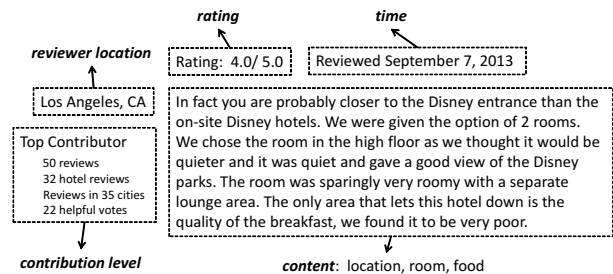 rating
time
reviewer location
Rating: 4.0/ 5.0
Reviewed September 7, 2013
Los Angeles, CA
Top Contributor
50 reviews
32 hotel reviews
Reviews in 35 cities
22 helpful votes
In fact you are probably closer to the Disney entrance than the
on-site Disney hotels. We were given the option of 2 rooms.
We chose the room in the high floor as we thought it would be
quieter and it was quiet and gave a good view of the Disney
parks. The room was sparingly very roomy with a separate
lounge area. The only area that lets this hotel down is the
quality of the breakfast, we found it to be very poor.
contribution level
content: location, room, food